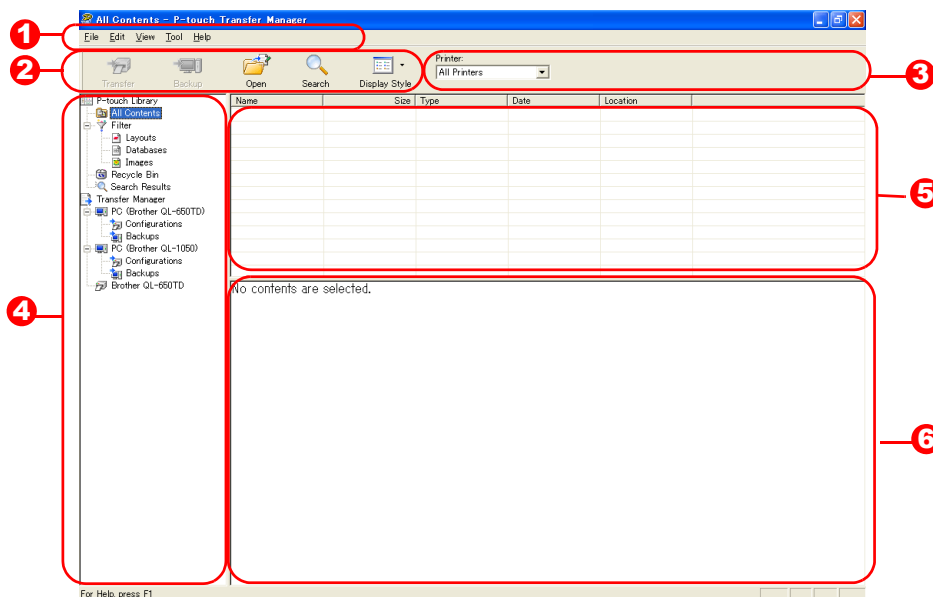 All Contents - P-touch Transfer Manager
1
File Edit View Tool Help
2
Transfer Backup Open Search Display Style
Printer:
All Printers
3
P-touch Library
All Contents
Filter
Layouts
Databases
Images
Recycle Bin
Search Results
Transfer Manager
PC (Brother QL-650TD)
Configurations
Backups
PC (Brother QL-1050)
Configurations
Backups
Brother QL-650TD
4
Name Size Type Date Location
5
No contents are selected.
6
For Help, press F1